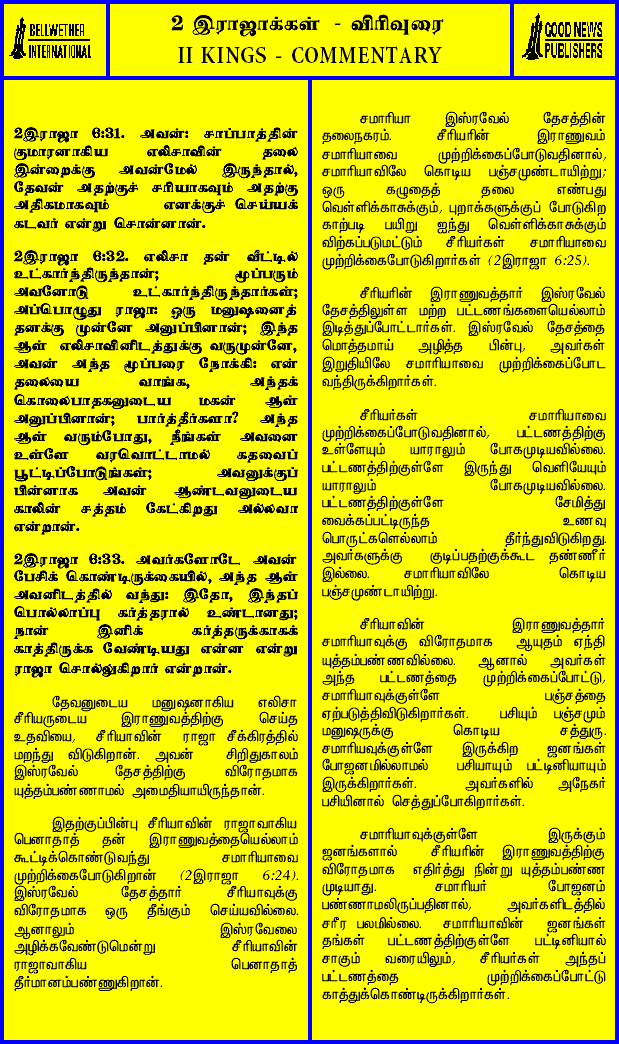 BELLWETHER
INTERNATIONAL
2 இராஜாக்கள் - விரிவுரை
II KINGS - COMMENTARY
GOOD NEWS
PUBLISHERS
2இராஜா 6:31. அவன்: சாப்பாத்தின்
குமாரனாகிய எலிசாவின் தலை
இன்றைக்கு அவன்மேல் இருந்தால்,
தேவன் அதற்குச் சரியாகவும் அதற்கு
அதிகமாகவும் எனக்குச் செய்யக்
கடவர் என்று சொன்னான்.
2இராஜா 6:32. எலிசா தன் வீட்டில்
உட்கார்ந்திருந்தான்; மூப்பரும்
அவனோடு உட்கார்ந்திருந்தார்கள்;
அப்பொழுது ராஜா: ஒரு மனுஷனைத்
தனக்கு முன்னே அனுப்பினான்; இந்த
ஆள் எலிசாவினிடத்துக்கு வருமுன்னே,
அவன் அந்த மூப்பரை நோக்கி: என்
தலையை வாங்க, அந்தக்
கொலைபாதகனுடைய மகன் ஆள்
அனுப்பினான்; பார்த்தீர்களா? அந்த
ஆள் வரும்போது, நீங்கள் அவனை
உள்ளே வரவொட்டாமல் கதவைப்
பூட்டிப்போடுங்கள்; அவனுக்குப்
பின்னாக அவன் ஆண்டவனுடைய
காலின் சத்தம் கேட்கிறது அல்லவா
என்றான்.
2இராஜா 6:33. அவர்களோடே அவன்
பேசிக் கொண்டிருக்கையில், அந்த ஆள்
அவனிடத்தில் வந்து: இதோ, இந்தப்
பொல்லாப்பு கர்த்தரால் உண்டானது;
நான் இனிக் கர்த்தருக்காகக்
காத்திருக்க வேண்டியது என்ன என்று
ராஜா சொல்லுகிறார் என்றான்.
தேவனுடைய மனுஷனாகிய எலிசா
சீரியருடைய இராணுவத்திற்கு செய்த
உதவியை, சீரியாவின் ராஜா சீக்கிரத்தில்
மறந்து விடுகிறான். அவன் சிறிதுகாலம்
இஸ்ரவேல் தேசத்திற்கு விரோதமாக
யுத்தம்பண்ணாமல் அமைதியாயிருந்தான்.
இதற்குப்பின்பு சீரியாவின் ராஜாவாகிய
பெனாதாத் தன் இராணுவத்தையெல்லாம்
கூட்டிக்கொண்டுவந்து சமாரியாவை
முற்றிக்கைபோடுகிறான் (2இராஜா 6:24).
இஸ்ரவேல் தேசத்தார் சீரியாவுக்கு
விரோதமாக ஒரு தீங்கும் செய்யவில்லை.
ஆனாலும் இஸ்ரவேலை
அழிக்கவேண்டுமென்று சீரியாவின்
ராஜாவாகிய பெனாதாத்
தீர்மானம்பண்ணுகிறான்.
சமாரியா இஸ்ரவேல் தேசத்தின்
தலைநகரம். சீரியரின் இராணுவம்
சமாரியாவை முற்றிக்கைப்போடுவதினால்,
சமாரியாவிலே கொடிய பஞ்சமுண்டாயிற்று;
ஒரு கழுதைத் தலை எண்பது
வெள்ளிக்காசுக்கும், புறாக்களுக்குப் போடுகிற
காற்படி பயிறு ஐந்து வெள்ளிக்காசுக்கும்
விற்கப்படுமட்டும் சீரியர்கள் சமாரியாவை
முற்றிக்கைபோடுகிறார்கள் (2இராஜா 6:25).
சீரியரின் இராணுவத்தார் இஸ்ரவேல்
தேசத்திலுள்ள மற்ற பட்டணங்களையெல்லாம்
இடித்துப்போட்டார்கள். இஸ்ரவேல் தேசத்தை
மொத்தமாய் அழித்த பின்பு, அவர்கள்
இறுதியிலே சமாரியாவை முற்றிக்கைப்போட
வந்திருக்கிறார்கள்.
சீரியர்கள் சமாரியாவை
முற்றிக்கைப்போடுவதினால், பட்டணத்திற்கு
உள்ளேயும் யாராலும் போகமுடியவில்லை.
பட்டணத்திற்குள்ளே இருந்து வெளியேயும்
யாராலும் போகமுடியவில்லை.
பட்டணத்திற்குள்ளே சேமித்து
வைக்கப்பட்டிருந்த உணவு
பொருட்களெல்லாம் தீர்ந்துவிடுகிறது.
அவர்களுக்கு குடிப்பதற்குக்கூட தண்ணீர்
இல்லை. சமாரியாவிலே கொடிய
பஞ்சமுண்டாயிற்று.
சீரியாவின் இராணுவத்தார்
சமாரியாவுக்கு விரோதமாக ஆயுதம் ஏந்தி
யுத்தம்பண்ணவில்லை. ஆனால் அவர்கள்
அந்த பட்டணத்தை முற்றிக்கைப்போட்டு,
சமாரியாவுக்குள்ளே பஞ்சத்தை
ஏற்படுத்திவிடுகிறார்கள். பசியும் பஞ்சமும்
மனுஷருக்கு கொடிய சத்துரு.
சமாரியாவுக்குள்ளே இருக்கிற ஜனங்கள்
போஜனமில்லாமல் பசியாயும் பட்டினியாயும்
இருக்கிறார்கள். அவர்களில் அநேகர்
பசியினால் செத்துப்போகிறார்கள்.
சமாரியாவுக்குள்ளே இருக்கும்
ஜனங்களால் சீரியரின் இராணுவத்திற்கு
விரோதமாக எதிர்த்து நின்று யுத்தம்பண்ண
முடியாது. சமாரியர் போஜனம்
பண்ணாமலிருப்பதினால், அவர்களிடத்தில்
சரீர பலமில்லை. சமாரியாவின் ஜனங்கள்
தங்கள் பட்டணத்திற்குள்ளே பட்டினியால்
சாகும் வரையிலும், சீரியர்கள் அந்தப்
பட்டணத்தை முற்றிக்கைப்போட்டு
காத்துக்கொண்டிருக்கிறார்கள்.